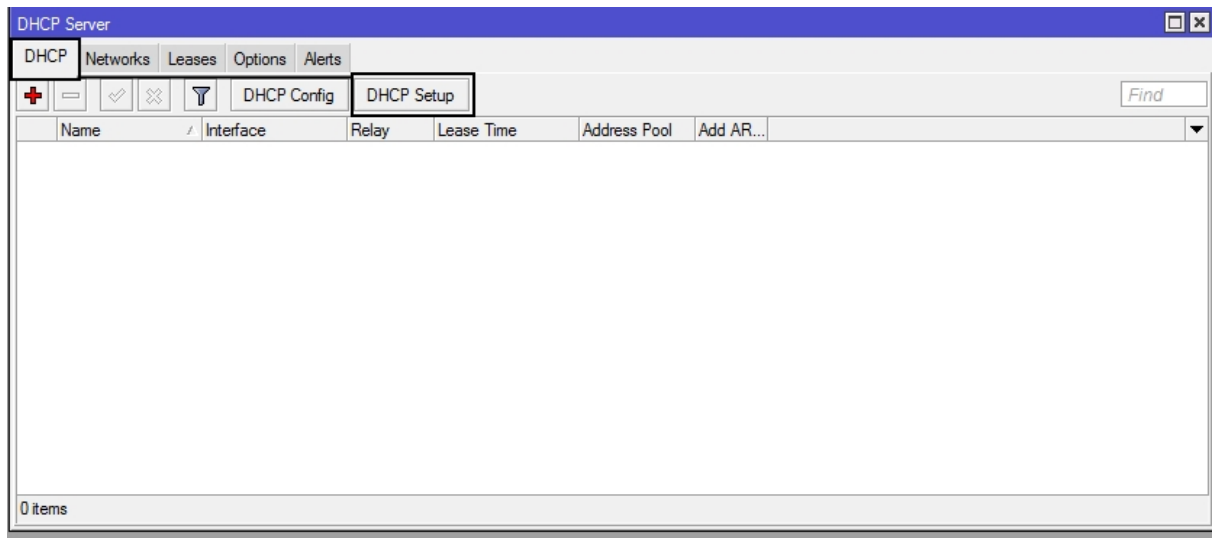 DHCP Server
DHCP Networks Leases Options Alerts
DHCP Config DHCP Setup Find
Name Interface Relay Lease Time Address Pool Add AR...
0 items